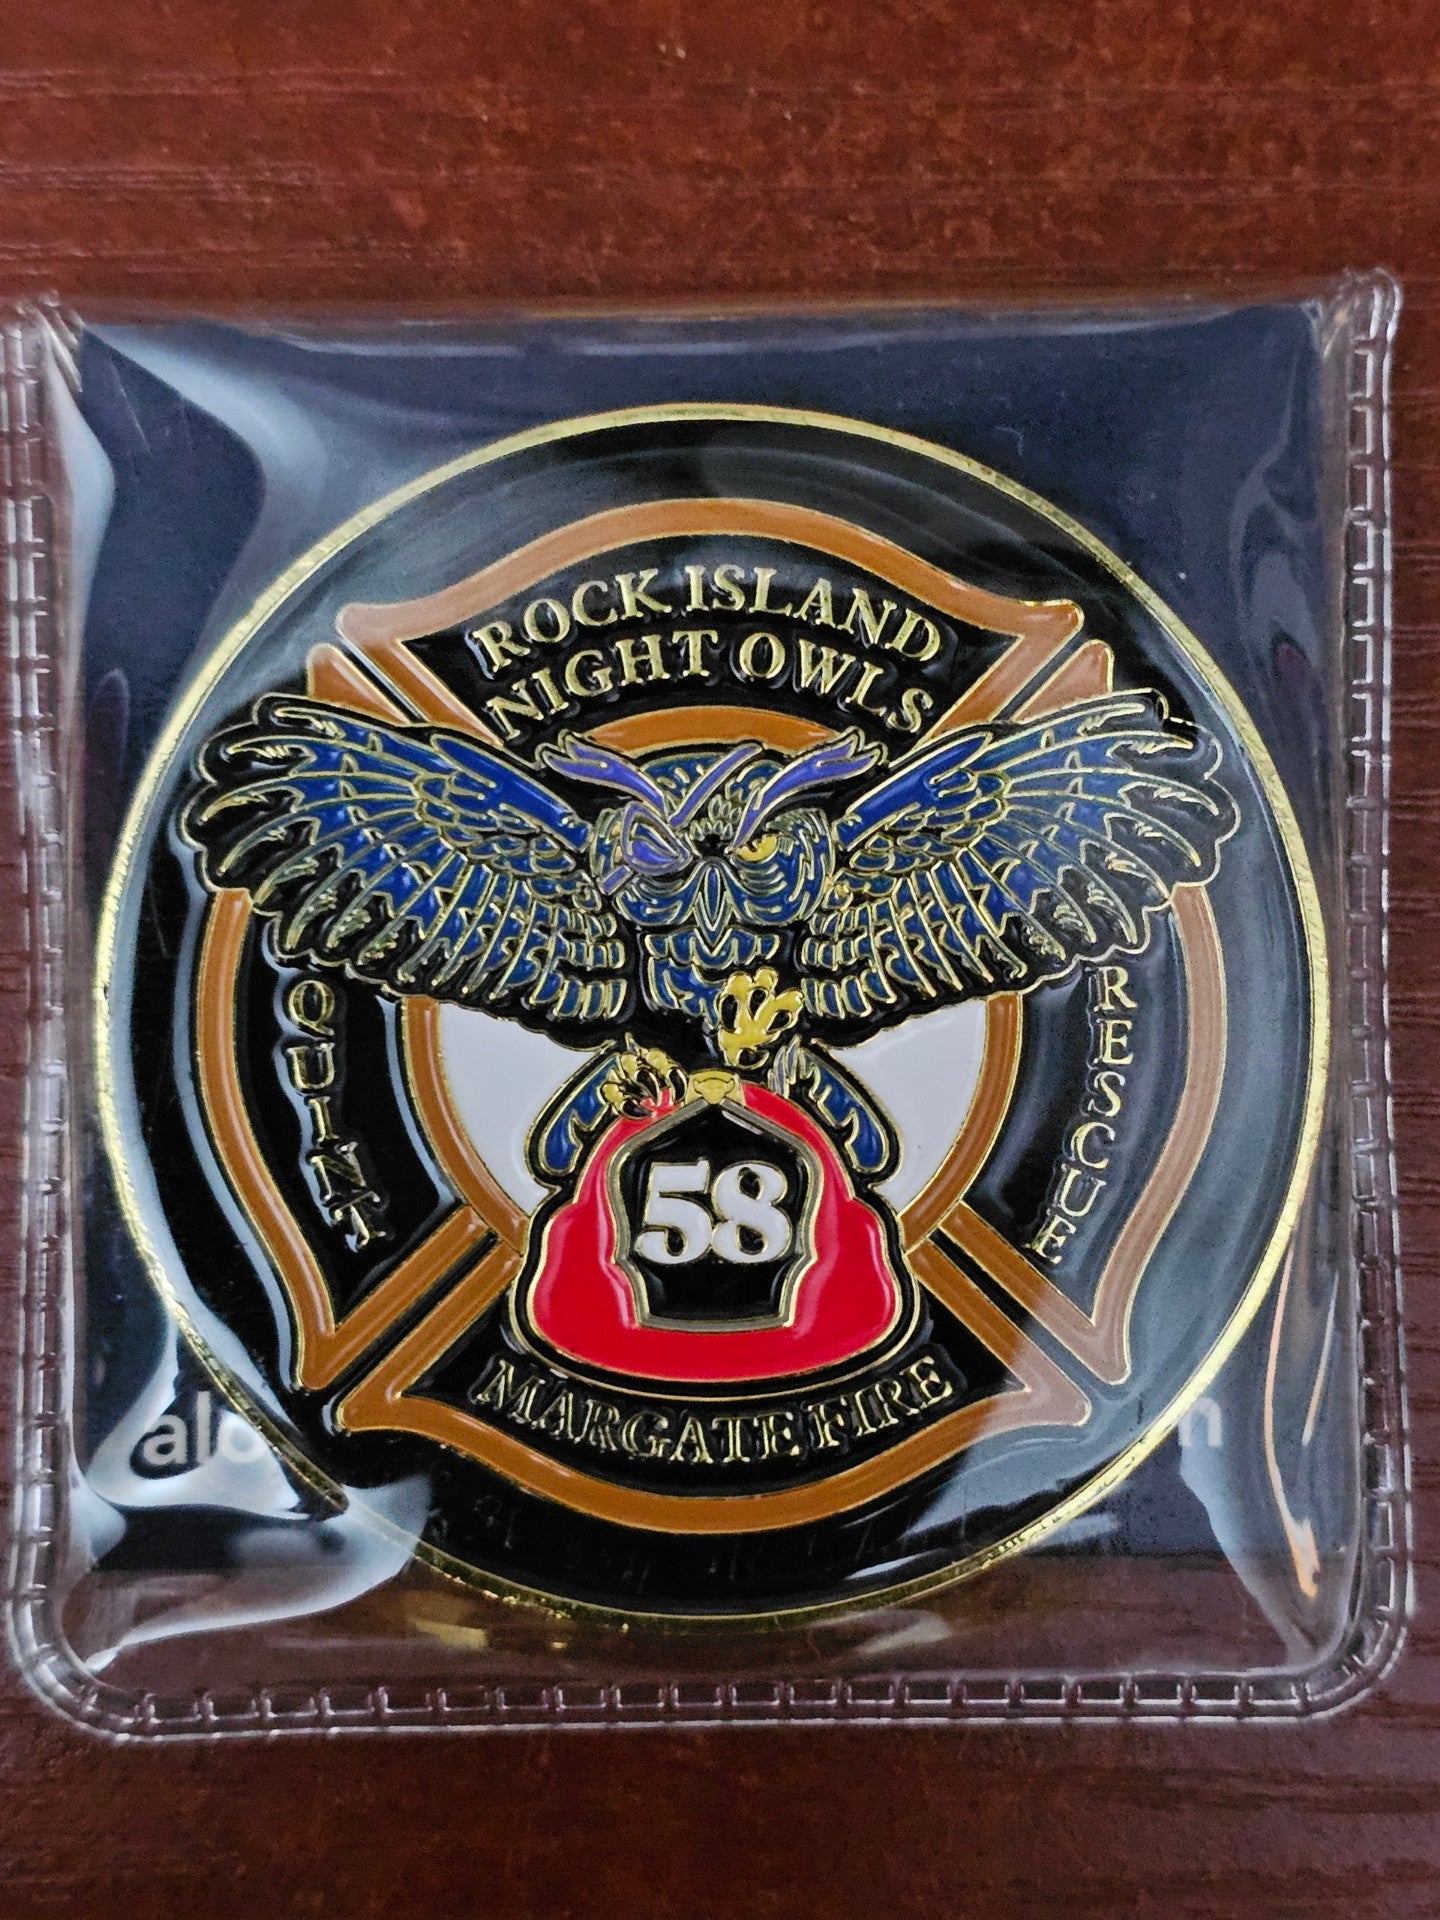 ROCK ISLAND
NIGHT OWLS
QUINT
RESCUE
58
MARGATE FIRE